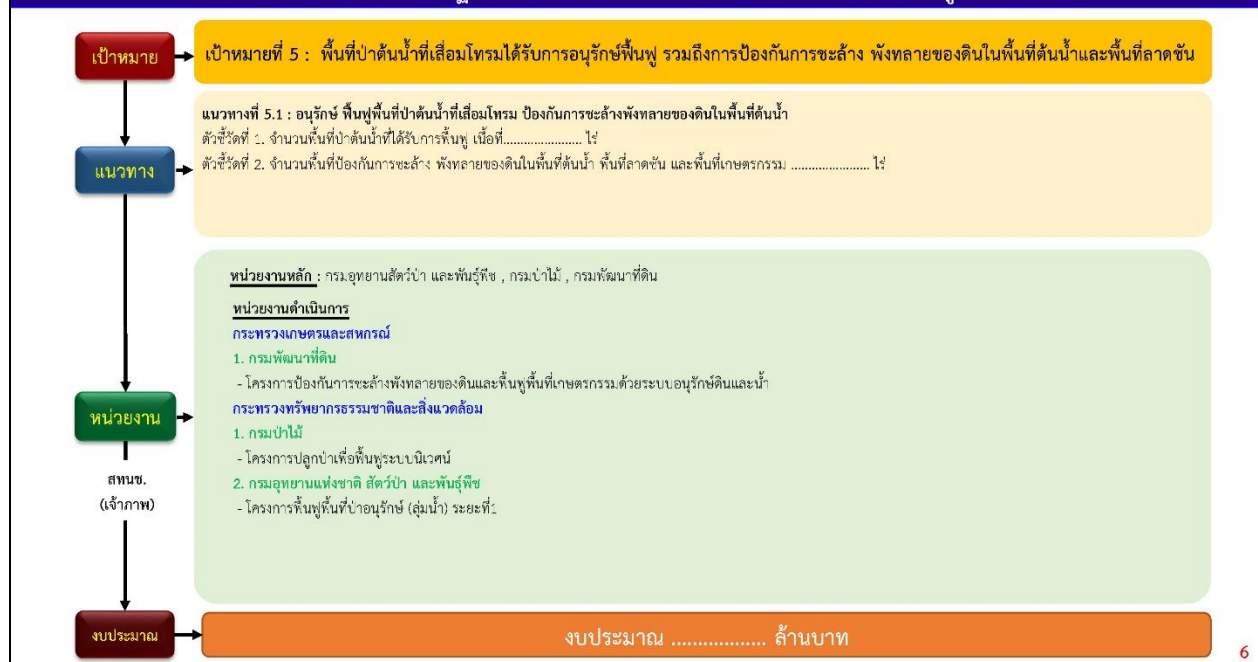 เป้าหมาย
เป้าหมายที่ 5 : พื้นที่ป่าต้นน้ำที่เสื่อมโทรมได้รับการอนุรักษ์ฟื้นฟู รวมถึงการป้องกันการชะล้าง พังทลายของดินในพื้นที่ต้นน้ำและพื้นที่ลาดชัน
แนวทาง
แนวทางที่ 5.1 : อนุรักษ์ ฟื้นฟูพื้นที่ป่าต้นน้ำที่เสื่อมโทรม ป้องกันการชะล้างพังทลายของดินในพื้นที่ต้นน้ำ
ตัวชี้วัดที่ 1. จำนวนพื้นที่ป่าต้นน้ำที่ได้รับการฟื้นฟู เนื้อที่...................... ไร่
ตัวชี้วัดที่ 2. จำนวนพื้นที่ป้องกันการชะล้าง พังทลายของดินในพื้นที่ต้นน้ำ พื้นที่ลาดชัน และพื้นที่เกษตรกรรม ...................... ไร่
หน่วยงาน
สทนช.
(เจ้าภาพ)
หน่วยงานหลัก : กรมอุทยานสัตว์ป่า และพันธุ์พืช , กรมป่าไม้ , กรมพัฒนาที่ดิน
หน่วยงานดำเนินการ
กระทรวงเกษตรและสหกรณ์
1. กรมพัฒนาที่ดิน
- โครงการป้องกันการชะล้างพังทลายของดินและฟื้นฟูพื้นที่เกษตรกรรมด้วยระบบอนุรักษ์ดินและน้ำ
กระทรวงทรัพยากรธรรมชาติและสิ่งแวดล้อม
1. กรมป่าไม้
- โครงการปลูกป่าเพื่อฟื้นฟูระบบนิเวศน์
2. กรมอุทยานแห่งชาติ สัตว์ป่า และพันธุ์พืช
- โครงการฟื้นฟูพื้นที่ป่าอนุรักษ์ (ลุ่มน้ำ) ระยะที่1
งบประมาณ
งบประมาณ .................. ล้านบาท
6